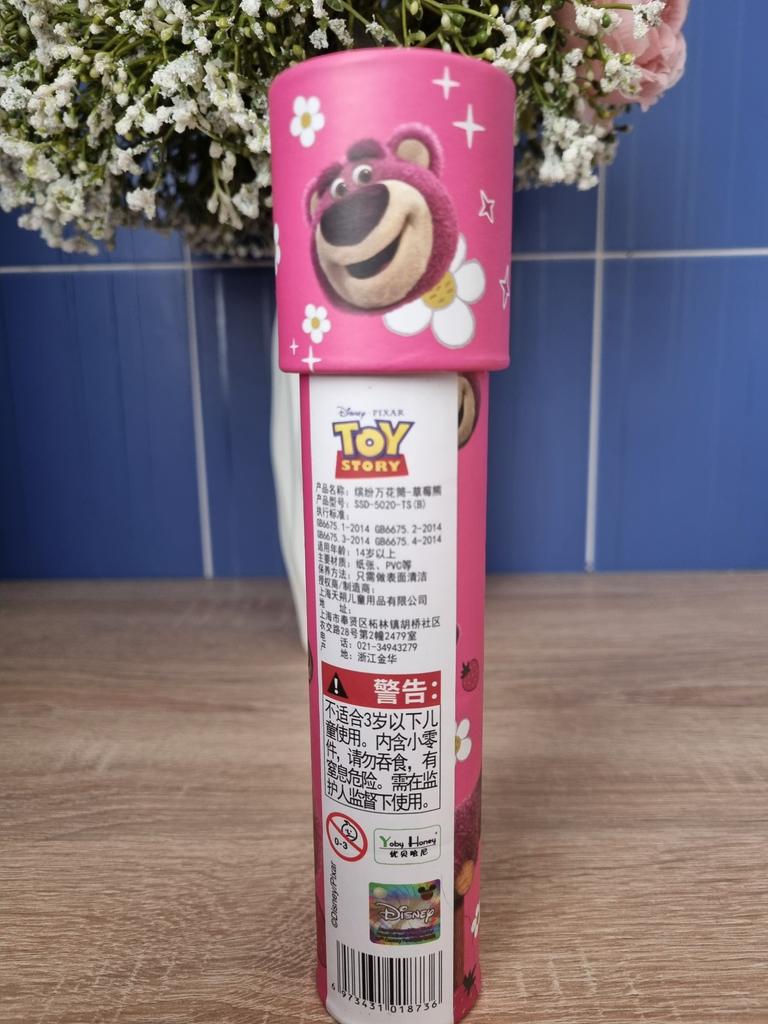 Disney PIXAR
TOY
STORY
产品名称: 缤纷万花筒-草莓熊
产品型号: SSD-5020-TS(B)
执行标准:
GB6675.1-2014 GB6675.2-2014
GB6675.3-2014 GB6675.4-2014
适用年龄: 14岁以上
主要材质: 纸张、PVC等
保养方法: 只需做表面清洁
授权商/制造商:
上海天朔儿童用品有限公司
地 址:
上海市奉贤区柘林镇胡桥社区
农交路28号第2幢2479室
电 话: 021-34943279
产 地: 浙江金华
警告:
不适合3岁以下儿
童使用。内含小零
件, 请勿吞食, 有
窒息危险。需在监
护人监督下使用。
0-3
Yoby Honey
优贝哈尼
©Disney/Pixar
Disney
6 973431 018736